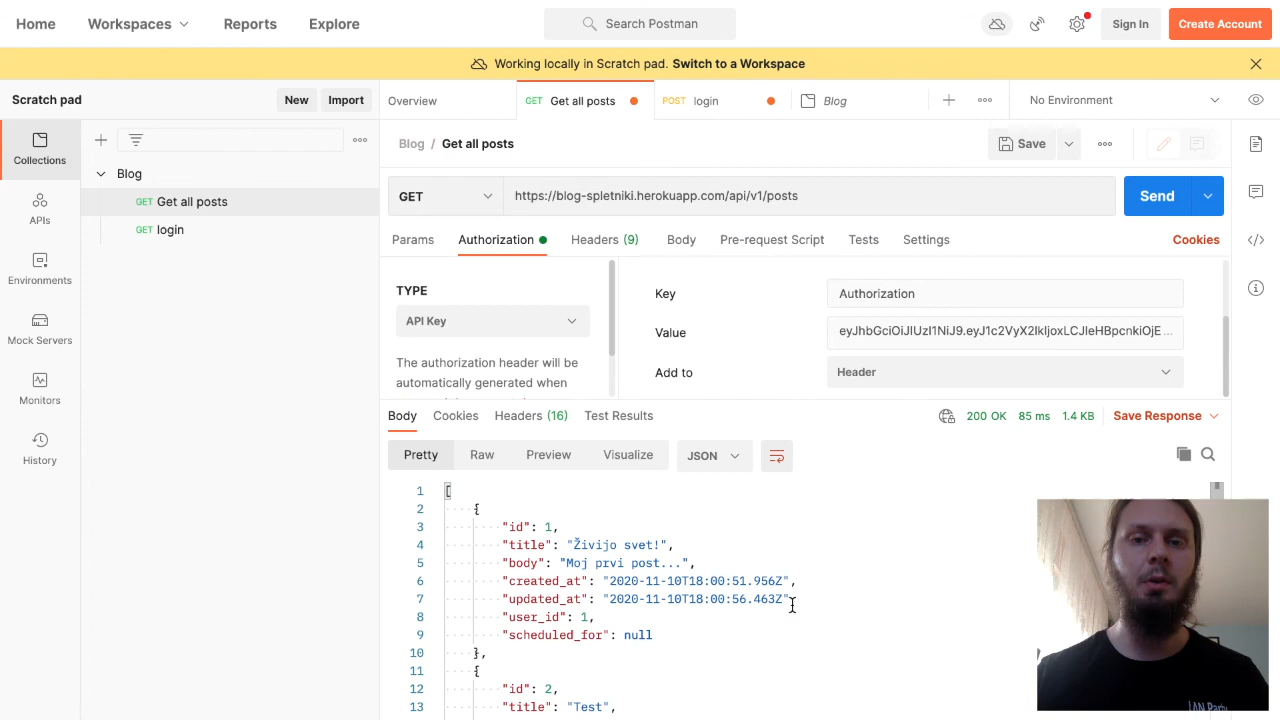 Home Workspaces Reports Explore Search Postman Sign In Create Account
Working locally in Scratch pad. Switch to a Workspace
Scratch pad New Import Overview GET Get all posts POST login Blog No Environment
Blog / Get all posts Save
Collections
Blog
GET Get all posts
GET login
APIs
Environments
Mock Servers
Monitors
History
GET https://blog-spletniki.herokuapp.com/api/v1/posts Send
Params Authorization Headers (9) Body Pre-request Script Tests Settings Cookies
TYPE
API Key
The authorization header will be
automatically generated when
Key Authorization
Value
Add to Header
Body Cookies Headers (16) Test Results 200 OK 85 ms 1.4 KB Save Response
Pretty Raw Preview Visualize JSON
1 [
2 {
3 "id": 1,
4 "title": "Živijo svet!",
5 "body": "Moj prvi post...",
6 "created_at": "2020-11-10T18:00:51.956Z",
7 "updated_at": "2020-11-10T18:00:56.463Z",
8 "user_id": 1,
9 "scheduled_for": null
10 },
11 {
12 "id": 2,
13 "title": "Test",
LAN Party